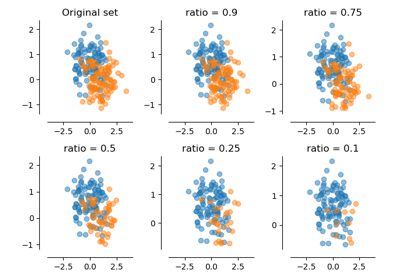 Original set
ratio = 0.9
ratio = 0.75
2
1
0
−1
−2.5 0.0 2.5
2
1
0
−1
−2.5 0.0 2.5
2
1
0
−1
−2.5 0.0 2.5
ratio = 0.5
ratio = 0.25
ratio = 0.1
2
1
0
−1
−2.5 0.0 2.5
2
1
0
−2.5 0.0 2.5
2
1
0
−2.5 0.0 2.5